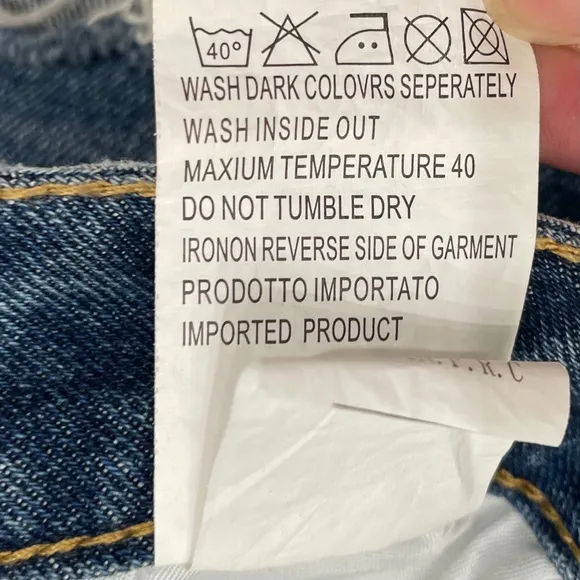 40°
WASH DARK COLOVRS SEPERATELY
WASH INSIDE OUT
MAXIUM TEMPERATURE 40
DO NOT TUMBLE DRY
IRONON REVERSE SIDE OF GARMENT
PRODOTTO IMPORTATO
IMPORTED PRODUCT
.R.C